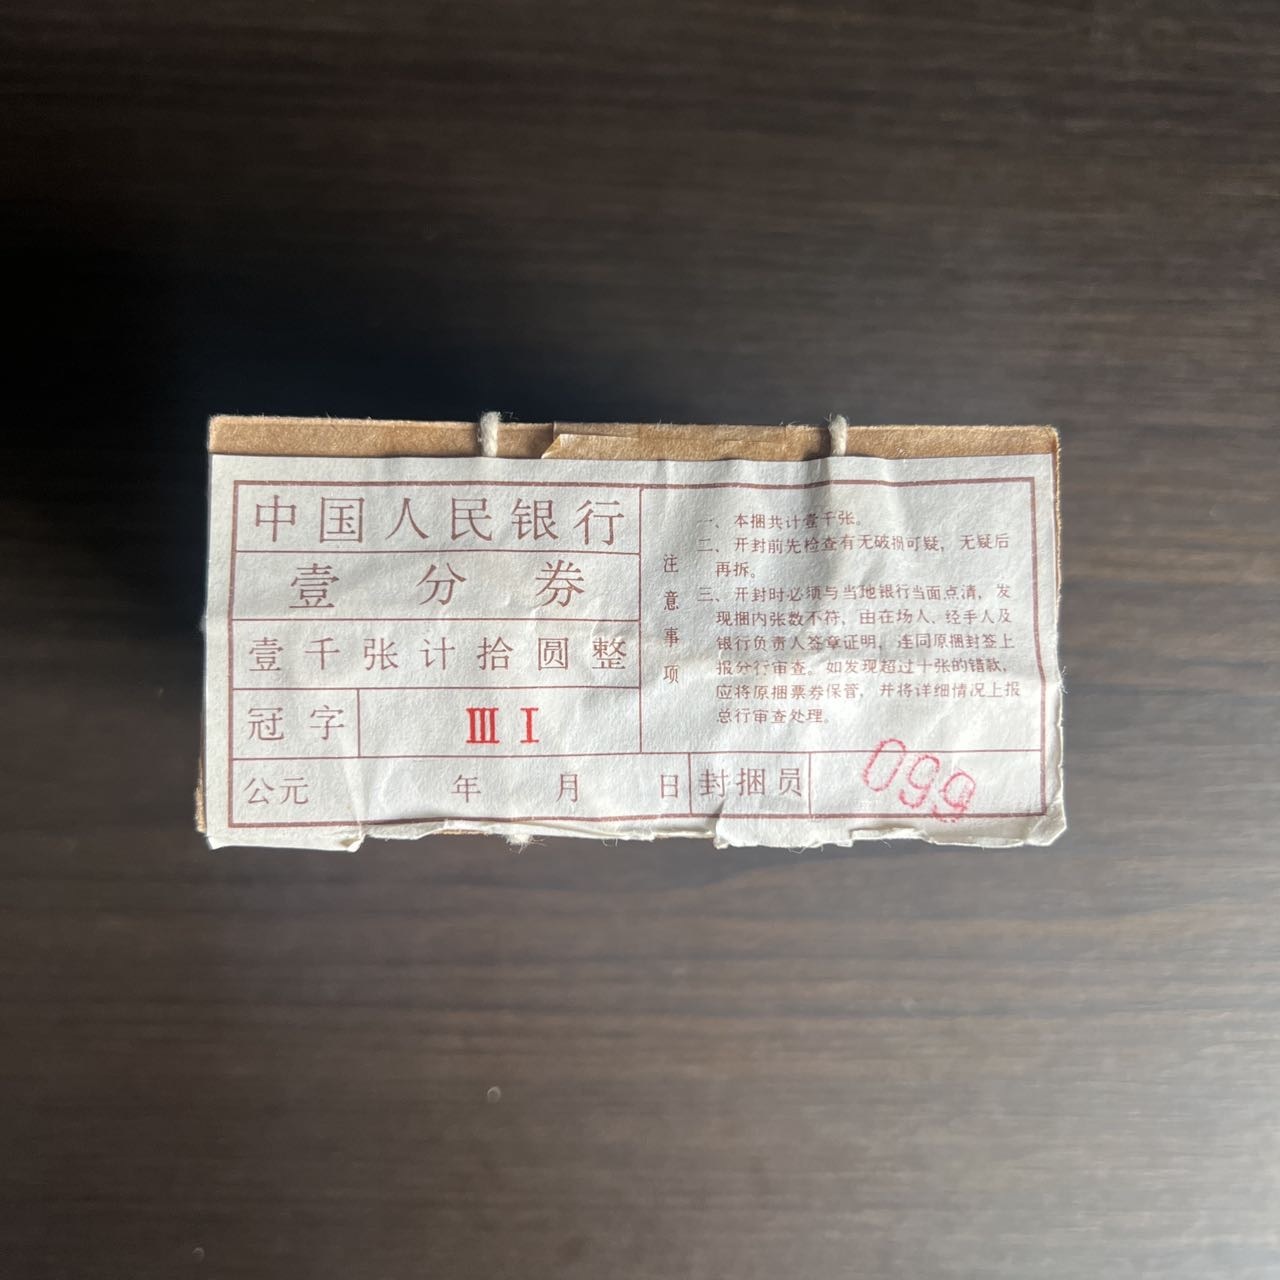 中国人民银行
壹分券
壹千张计拾圆整
冠字 III I
公元 年 月 日 封捆员 099
注意事项
一、本捆共计壹千张。
二、开封前先检查有无破损可疑，无疑后
再拆。
三、开封时必须与当地银行当面点清，发
现捆内张数不符，由在场人、经手人及
银行负责人签章证明，连同原捆封签上
报分行审查。如发现超过十张的错款，
应将原捆票券保管，并将详细情况上报
总行审查处理。